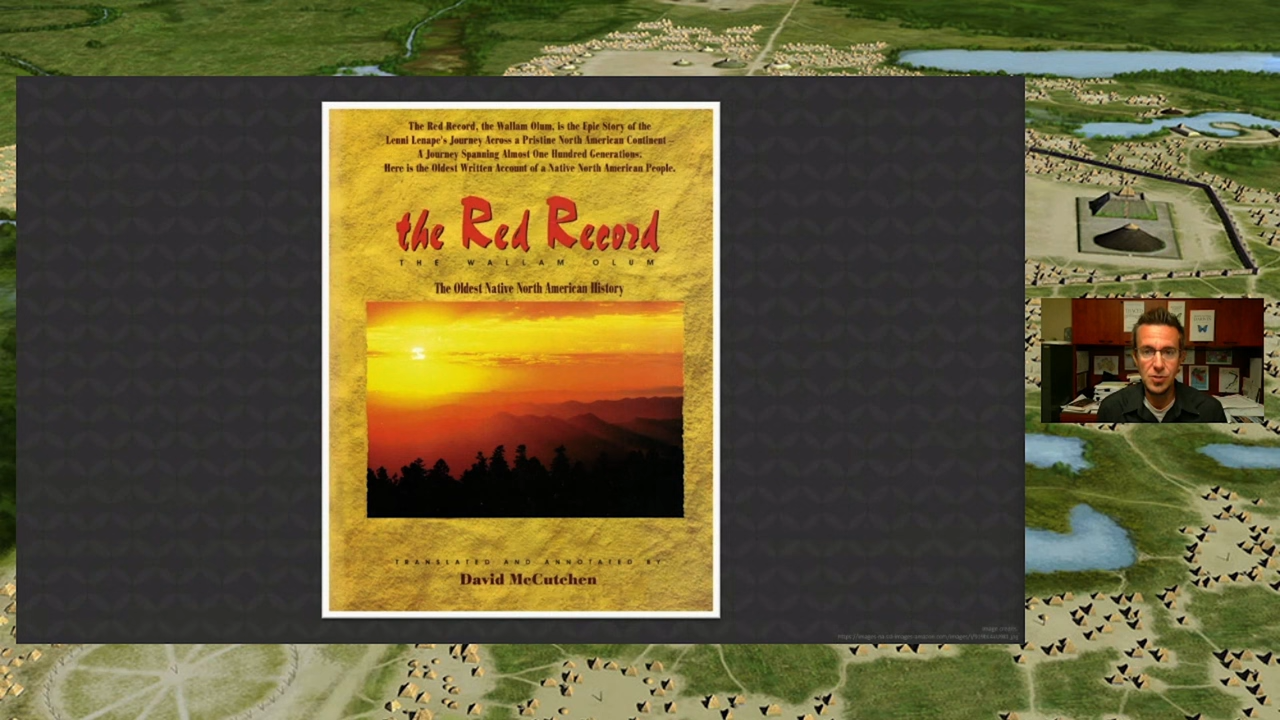 The Red Record, the Wallam Olum, is the Epic Story of the
Lenni Lenape's Journey Across a Pristine North American Continent –
A Journey Spanning Almost One Hundred Generations.
Here is the Oldest Written Account of a Native North American People.
the Red Record
THE WALLAM OLUM
The Oldest Native North American History
TRANSLATED AND ANNOTATED BY
David McCutchen